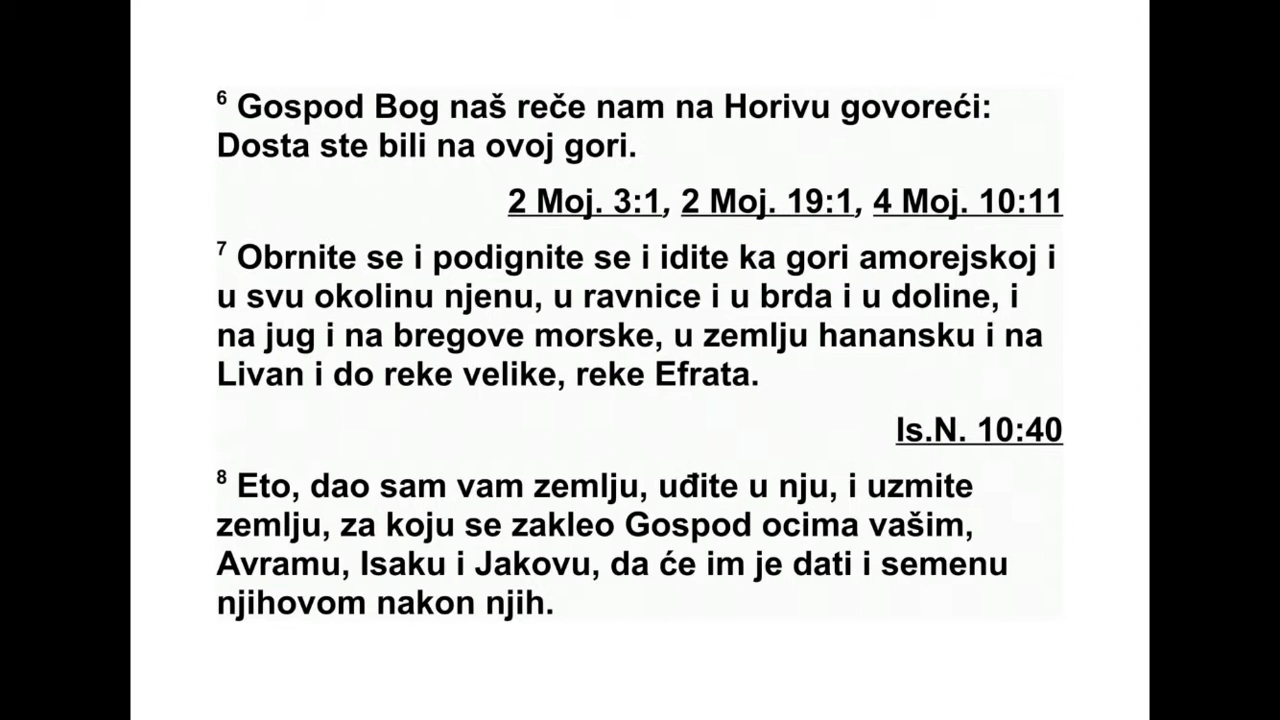 6 Gospod Bog naš reče nam na Horivu govoreći:
Dosta ste bili na ovoj gori.
2 Moj. 3:1, 2 Moj. 19:1, 4 Moj. 10:11
7 Obrnite se i podignite se i idite ka gori amorejskoj i
u svu okolinu njenu, u ravnice i u brda i u doline, i
na jug i na bregove morske, u zemlju hanansku i na
Livan i do reke velike, reke Efrata.
Is.N. 10:40
8 Eto, dao sam vam zemlju, uđite u nju, i uzmite
zemlju, za koju se zakleo Gospod ocima vašim,
Avramu, Isaku i Jakovu, da će im je dati i semenu
njihovom nakon njih.